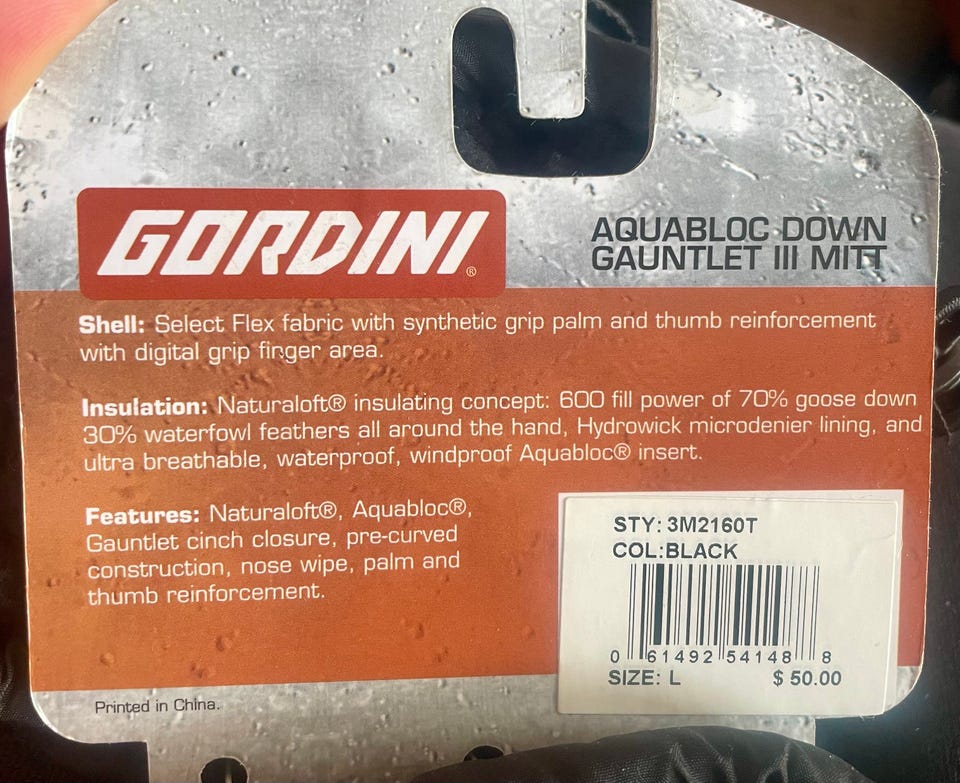 GORDINI®
AQUABLOC DOWN
GAUNTLET III MITT
Shell: Select Flex fabric with synthetic grip palm and thumb reinforcement
with digital grip finger area.
Insulation: Naturaloft® insulating concept: 600 fill power of 70% goose down
30% waterfowl feathers all around the hand, Hydrowick microdenier lining, and
ultra breathable, waterproof, windproof Aquabloc® insert.
Features: Naturaloft®, Aquabloc®,
Gauntlet cinch closure, pre-curved
construction, nose wipe, palm and
thumb reinforcement.
STY: 3M2160T
COL:BLACK
0 61492 54148 8
SIZE: L $ 50.00
Printed in China.